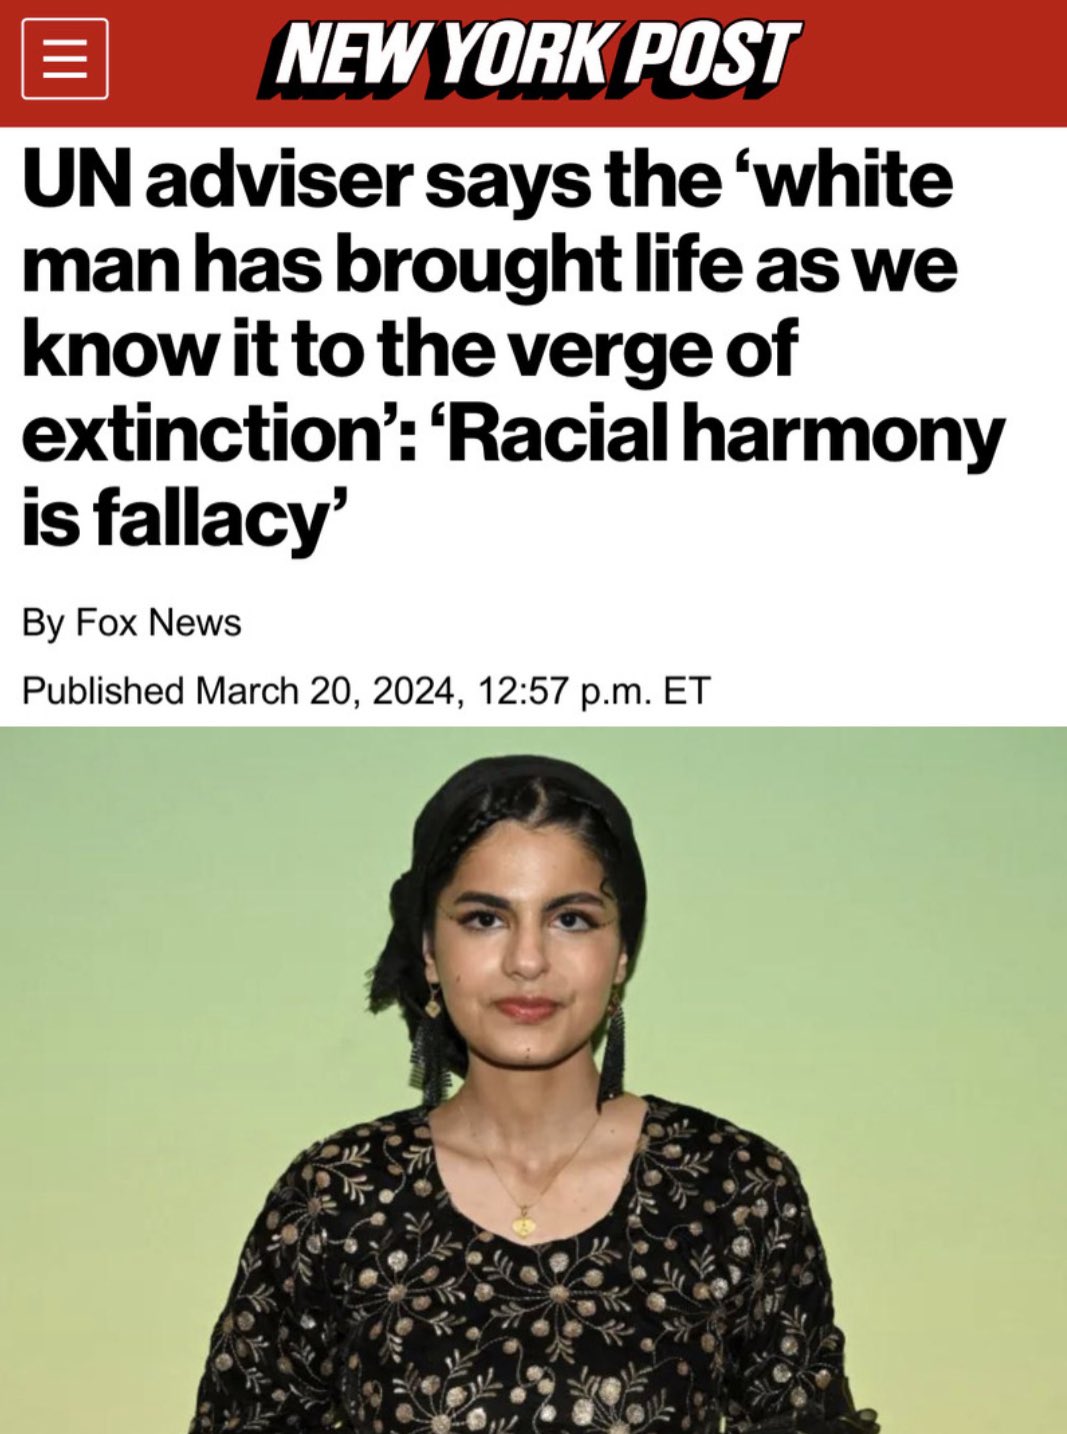 NEW YORK POST
UN adviser says the ‘white
man has brought life as we
know it to the verge of
extinction’: ‘Racial harmony
is fallacy’
By Fox News
Published March 20, 2024, 12:57 p.m. ET